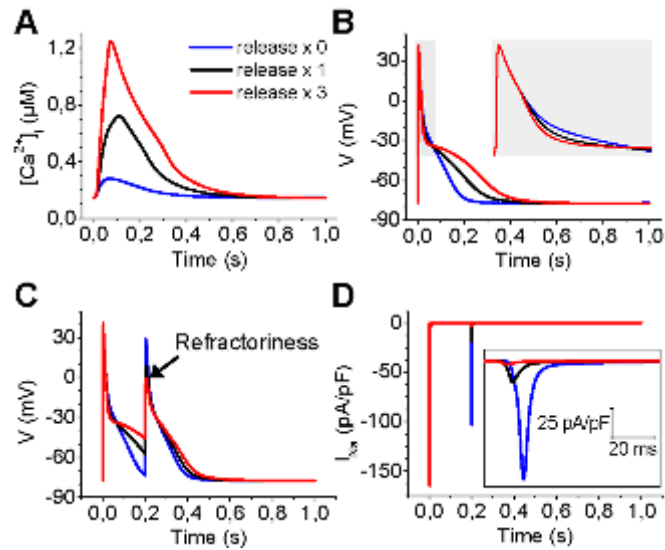 A
[Ca²⁺]ᵢ (µM)
1,2
0,8
0,4
0,0
release x 0
release x 1
release x 3
0,0 0,2 0,4 0,6 0,8 1,0
Time (s)
B
V (mV)
30
0
-30
-60
-90
0,0 0,2 0,4 0,6 0,8 1,0
Time (s)
C
V (mV)
30
0
-30
-60
-90
Refractoriness
0,0 0,2 0,4 0,6 0,8 1,0
Time (s)
D
I_Na (pA/pF)
0
-50
-100
-150
25 pA/pF
20 ms
0,0 0,2 0,4 0,6 0,8 1,0
Time (s)